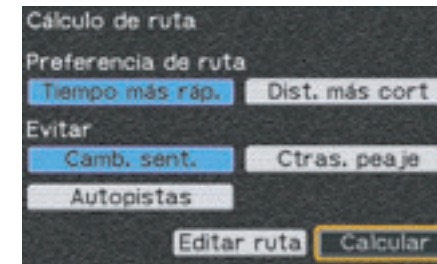 Cálculo de ruta
Preferencia de ruta
Tiempo más ráp. Dist. más cort
Evitar
Camb. sent. Ctras. peaje
Autopistas
Editar ruta Calcular